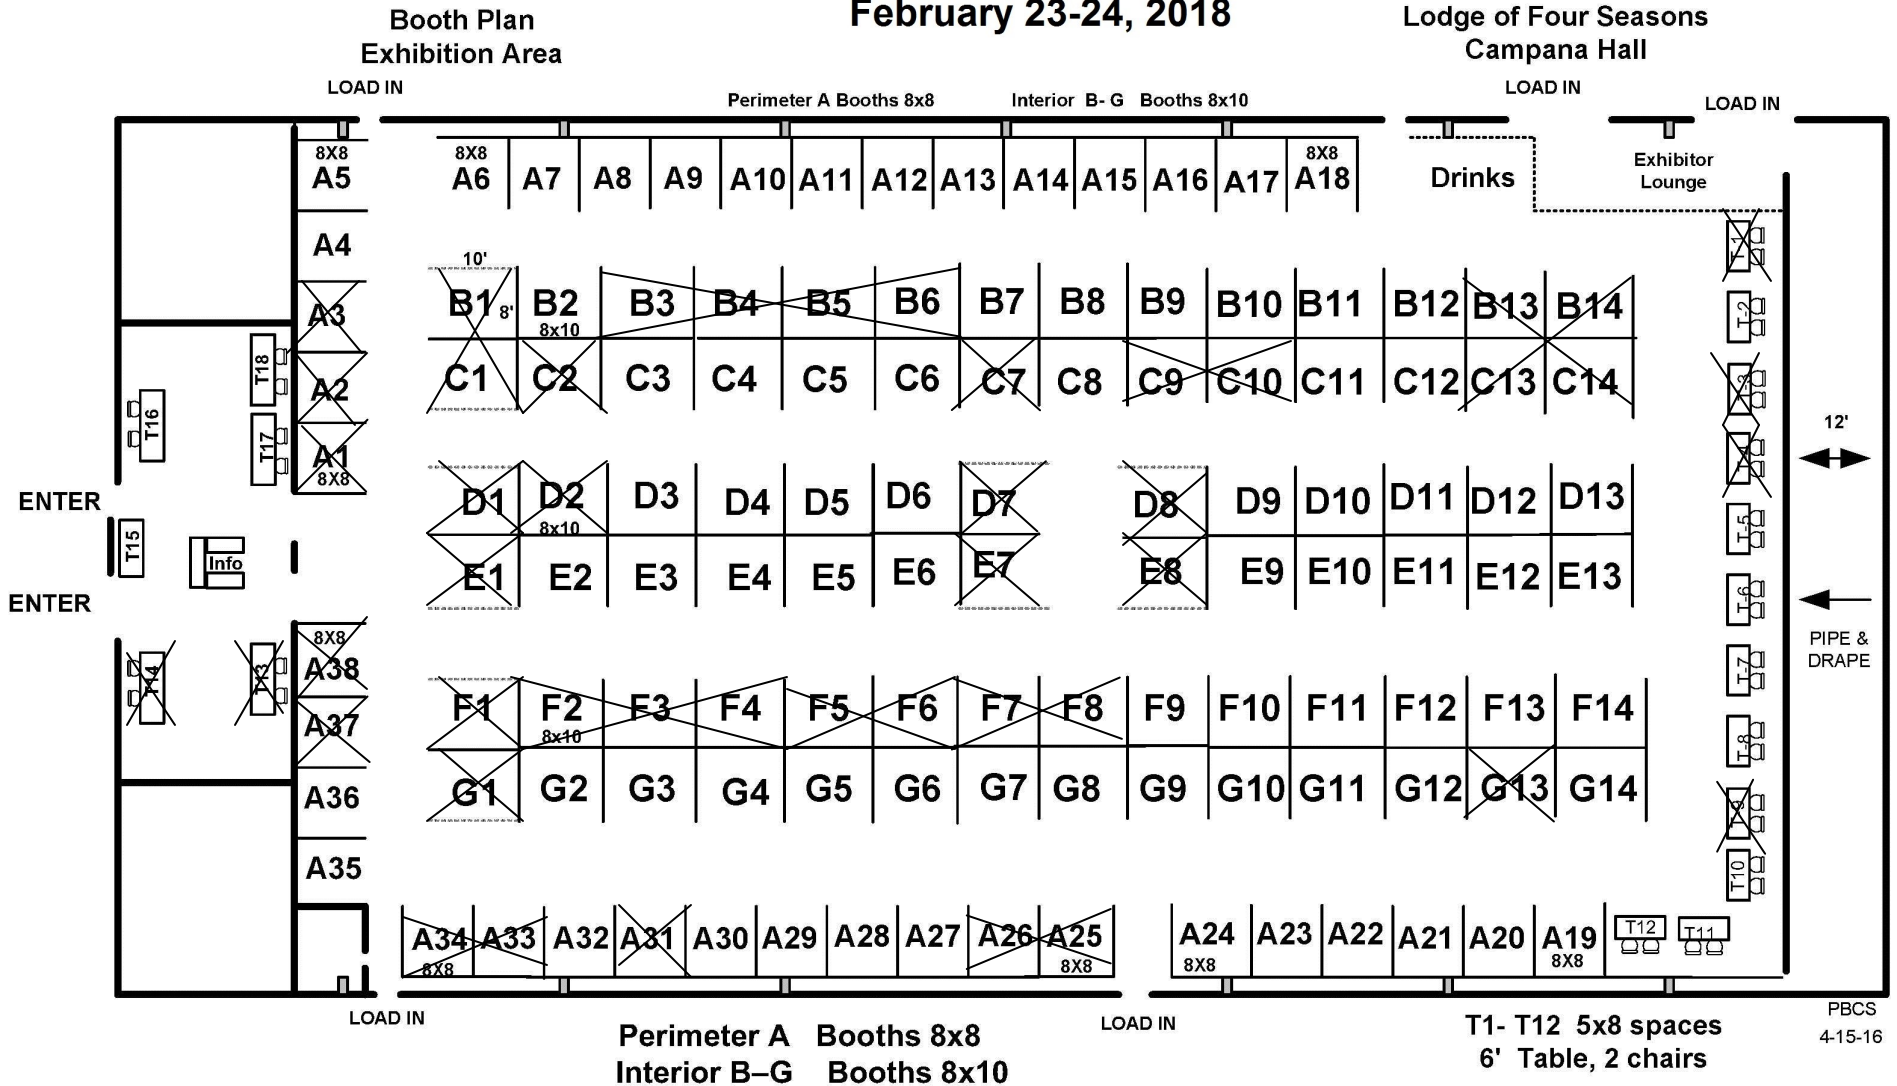 February 23-24, 2018
Booth Plan
Exhibition Area
Lodge of Four Seasons
Campana Hall
LOAD IN
LOAD IN
LOAD IN
Perimeter A Booths 8x8
Interior B- G Booths 8x10
8X8
8X8
8X8
A5
A6 A7 A8 A9 A10 A11 A12 A13 A14 A15 A16 A17 A18
Drinks
Exhibitor
Lounge
A4
T-1
10'
B1 8' B2 B3 B4 B5 B6 B7 B8 B9 B10 B11 B12 B13 B14
8x10
A3
T-2
C1 C2 C3 C4 C5 C6 C7 C8 C9 C10 C11 C12 C13 C14
A2
T18
T-3
T16
T17
A1
8X8
T-4
12'
ENTER
D1 D2 D3 D4 D5 D6 D7 D8 D9 D10 D11 D12 D13
8x10
T15
Info
T-5
E1 E2 E3 E4 E5 E6 E7 E8 E9 E10 E11 E12 E13
ENTER
T-6
8X8
A38
PIPE &
DRAPE
T14
T13
T-7
A37
F1 F2 F3 F4 F5 F6 F7 F8 F9 F10 F11 F12 F13 F14
8x10
T-8
A36
G1 G2 G3 G4 G5 G6 G7 G8 G9 G10 G11 G12 G13 G14
T-9
A35
T10
A34 A33 A32 A31 A30 A29 A28 A27 A26 A25 A24 A23 A22 A21 A20 A19
T12 T11
8X8
8X8
8X8
8X8
LOAD IN
LOAD IN
Perimeter A Booths 8x8
Interior B–G Booths 8x10
T1- T12 5x8 spaces
6' Table, 2 chairs
PBCS
4-15-16